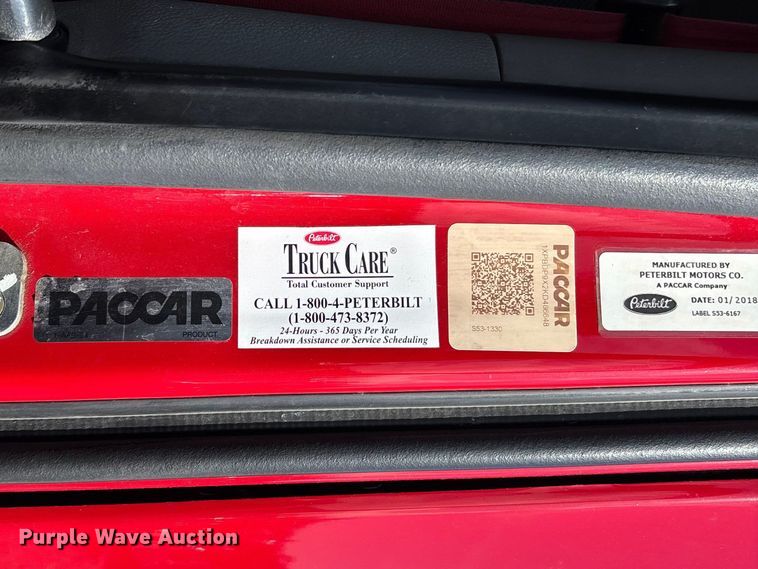 PACCAR
PRODUCT
Peterbilt
TRUCK CARE®
Total Customer Support
CALL 1-800-4-PETERBILT
(1-800-473-8372)
24-Hours - 365 Days Per Year
Breakdown Assistance or Service Scheduling
PACCAR
S53-1330
MANUFACTURED BY
PETERBILT MOTORS CO.
A PACCAR Company
Peterbilt
DATE: 01/2018
LABEL S53-6167
Purple Wave Auction